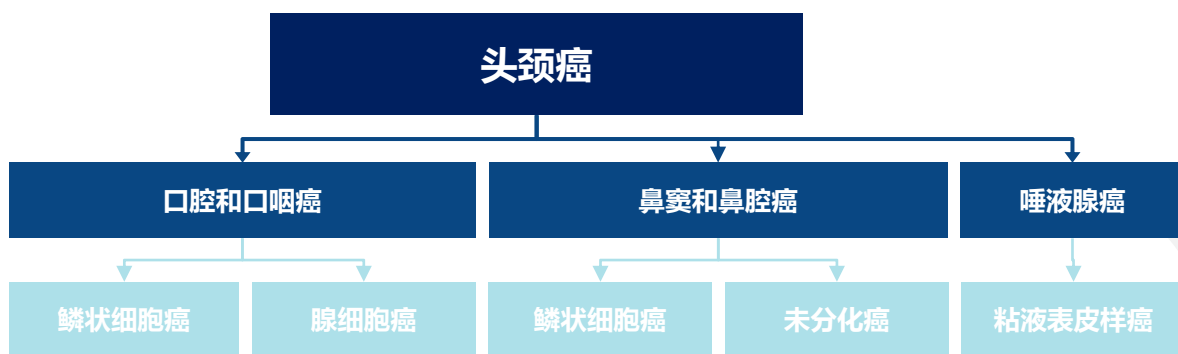 头颈癌
口腔和口咽癌
鼻窦和鼻腔癌
唾液腺癌
鳞状细胞癌
腺细胞癌
鳞状细胞癌
未分化癌
粘液表皮样癌